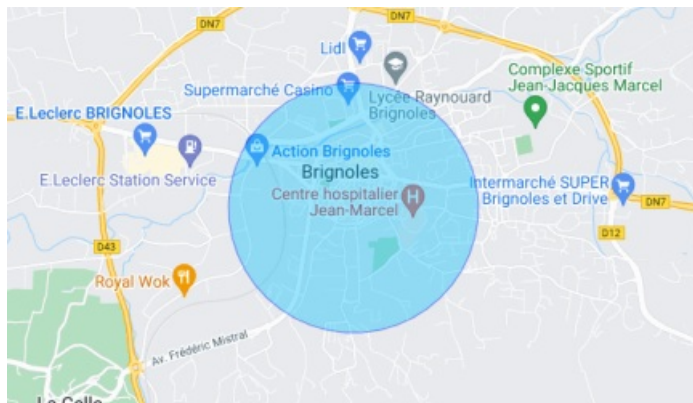 DN7
DN7
Lidl
Supermarché Casino
Lycée Raynouard
Brignoles
Complexe Sportif
Jean-Jacques Marcel
E.Leclerc BRIGNOLES
Action Brignoles
Brignoles
E.Leclerc Station Service
Centre hospitalier
Jean-Marcel
Intermarché SUPER
Brignoles et Drive
DN7
D12
D43
Royal Wok
Av. Frédéric Mistral
La Celle